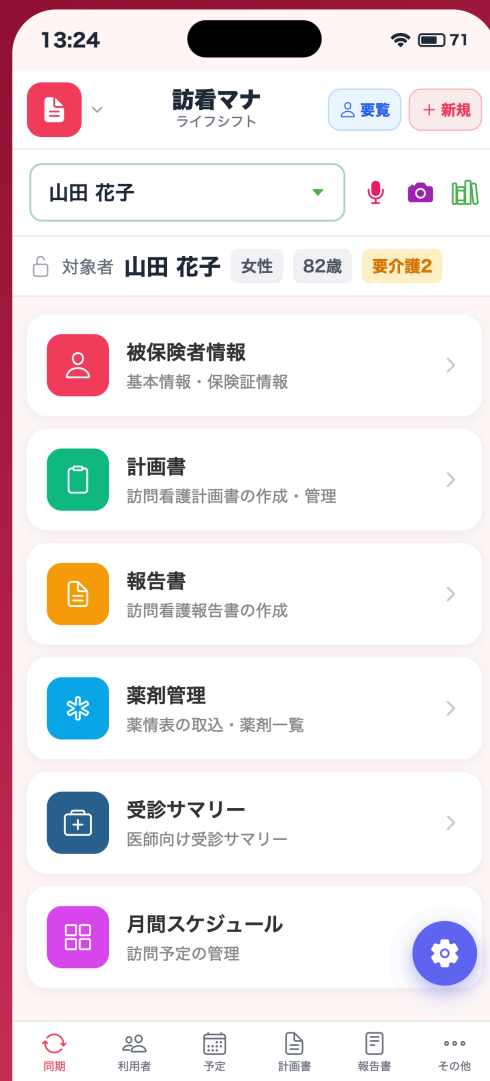 13:24
71
訪看マナ
ライフシフト
要覧
+ 新規
山田 花子
対象者 山田 花子 女性 82歳 要介護2
被保険者情報
基本情報・保険証情報
計画書
訪問看護計画書の作成・管理
報告書
訪問看護報告書の作成
薬剤管理
薬情表の取込・薬剤一覧
受診サマリー
医師向け受診サマリー
月間スケジュール
訪問予定の管理
同期 利用者 予定 計画書 報告書 その他